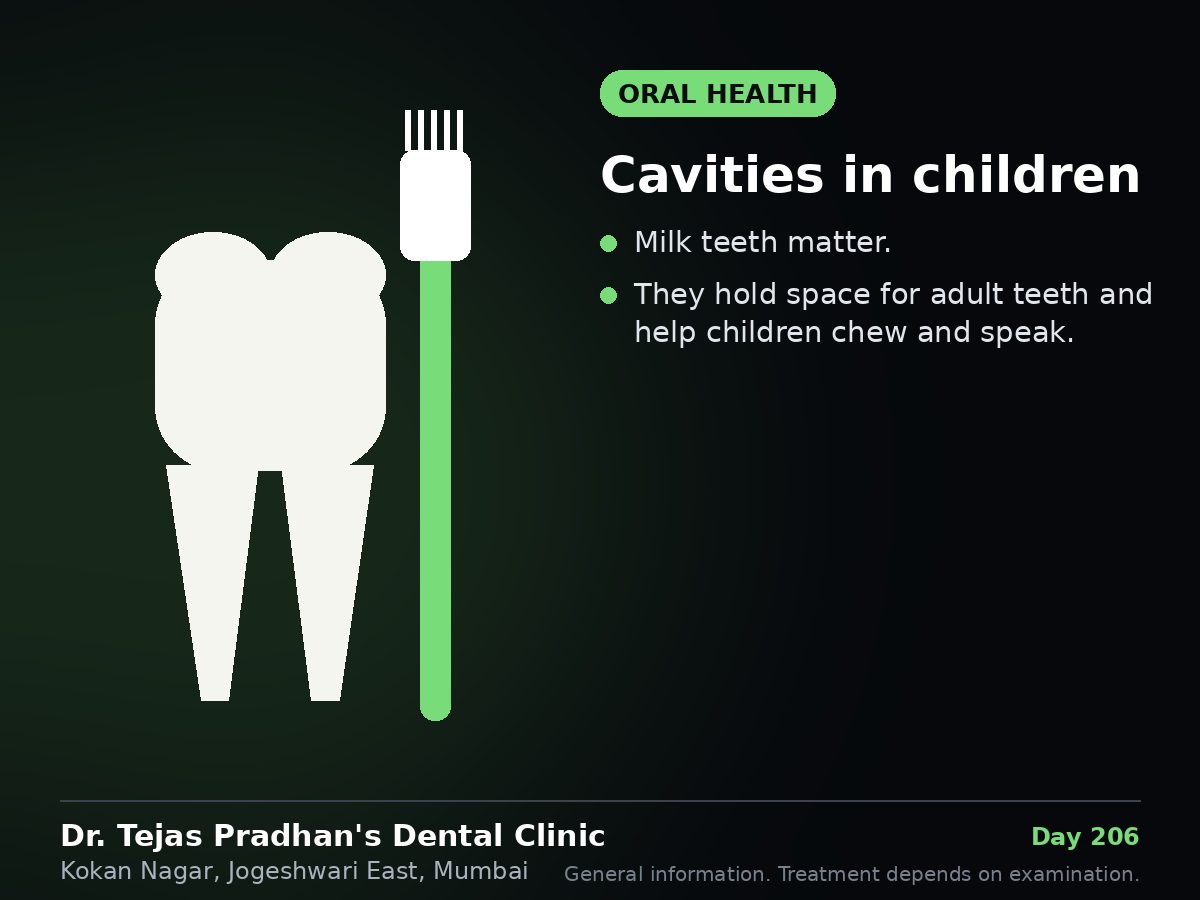 ORAL HEALTH
Cavities in children
Milk teeth matter.
They hold space for adult teeth and
help children chew and speak.
Dr. Tejas Pradhan's Dental Clinic
Day 206
Kokan Nagar, Jogeshwari East, Mumbai
General information. Treatment depends on examination.